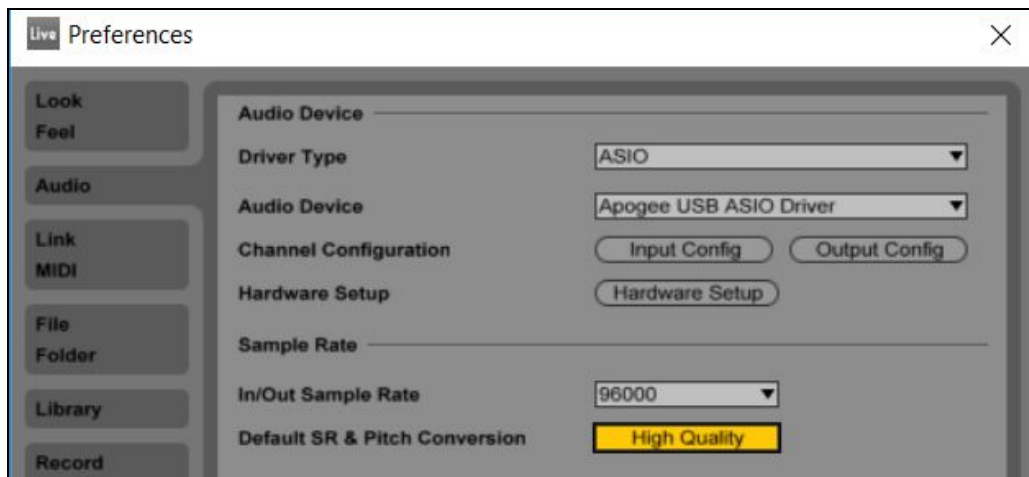 Live Preferences
Look
Feel
Audio
Link
MIDI
File
Folder
Library
Record
Audio Device
Driver Type ASIO
Audio Device Apogee USB ASIO Driver
Channel Configuration Input Config Output Config
Hardware Setup Hardware Setup
Sample Rate
In/Out Sample Rate 96000
Default SR & Pitch Conversion High Quality